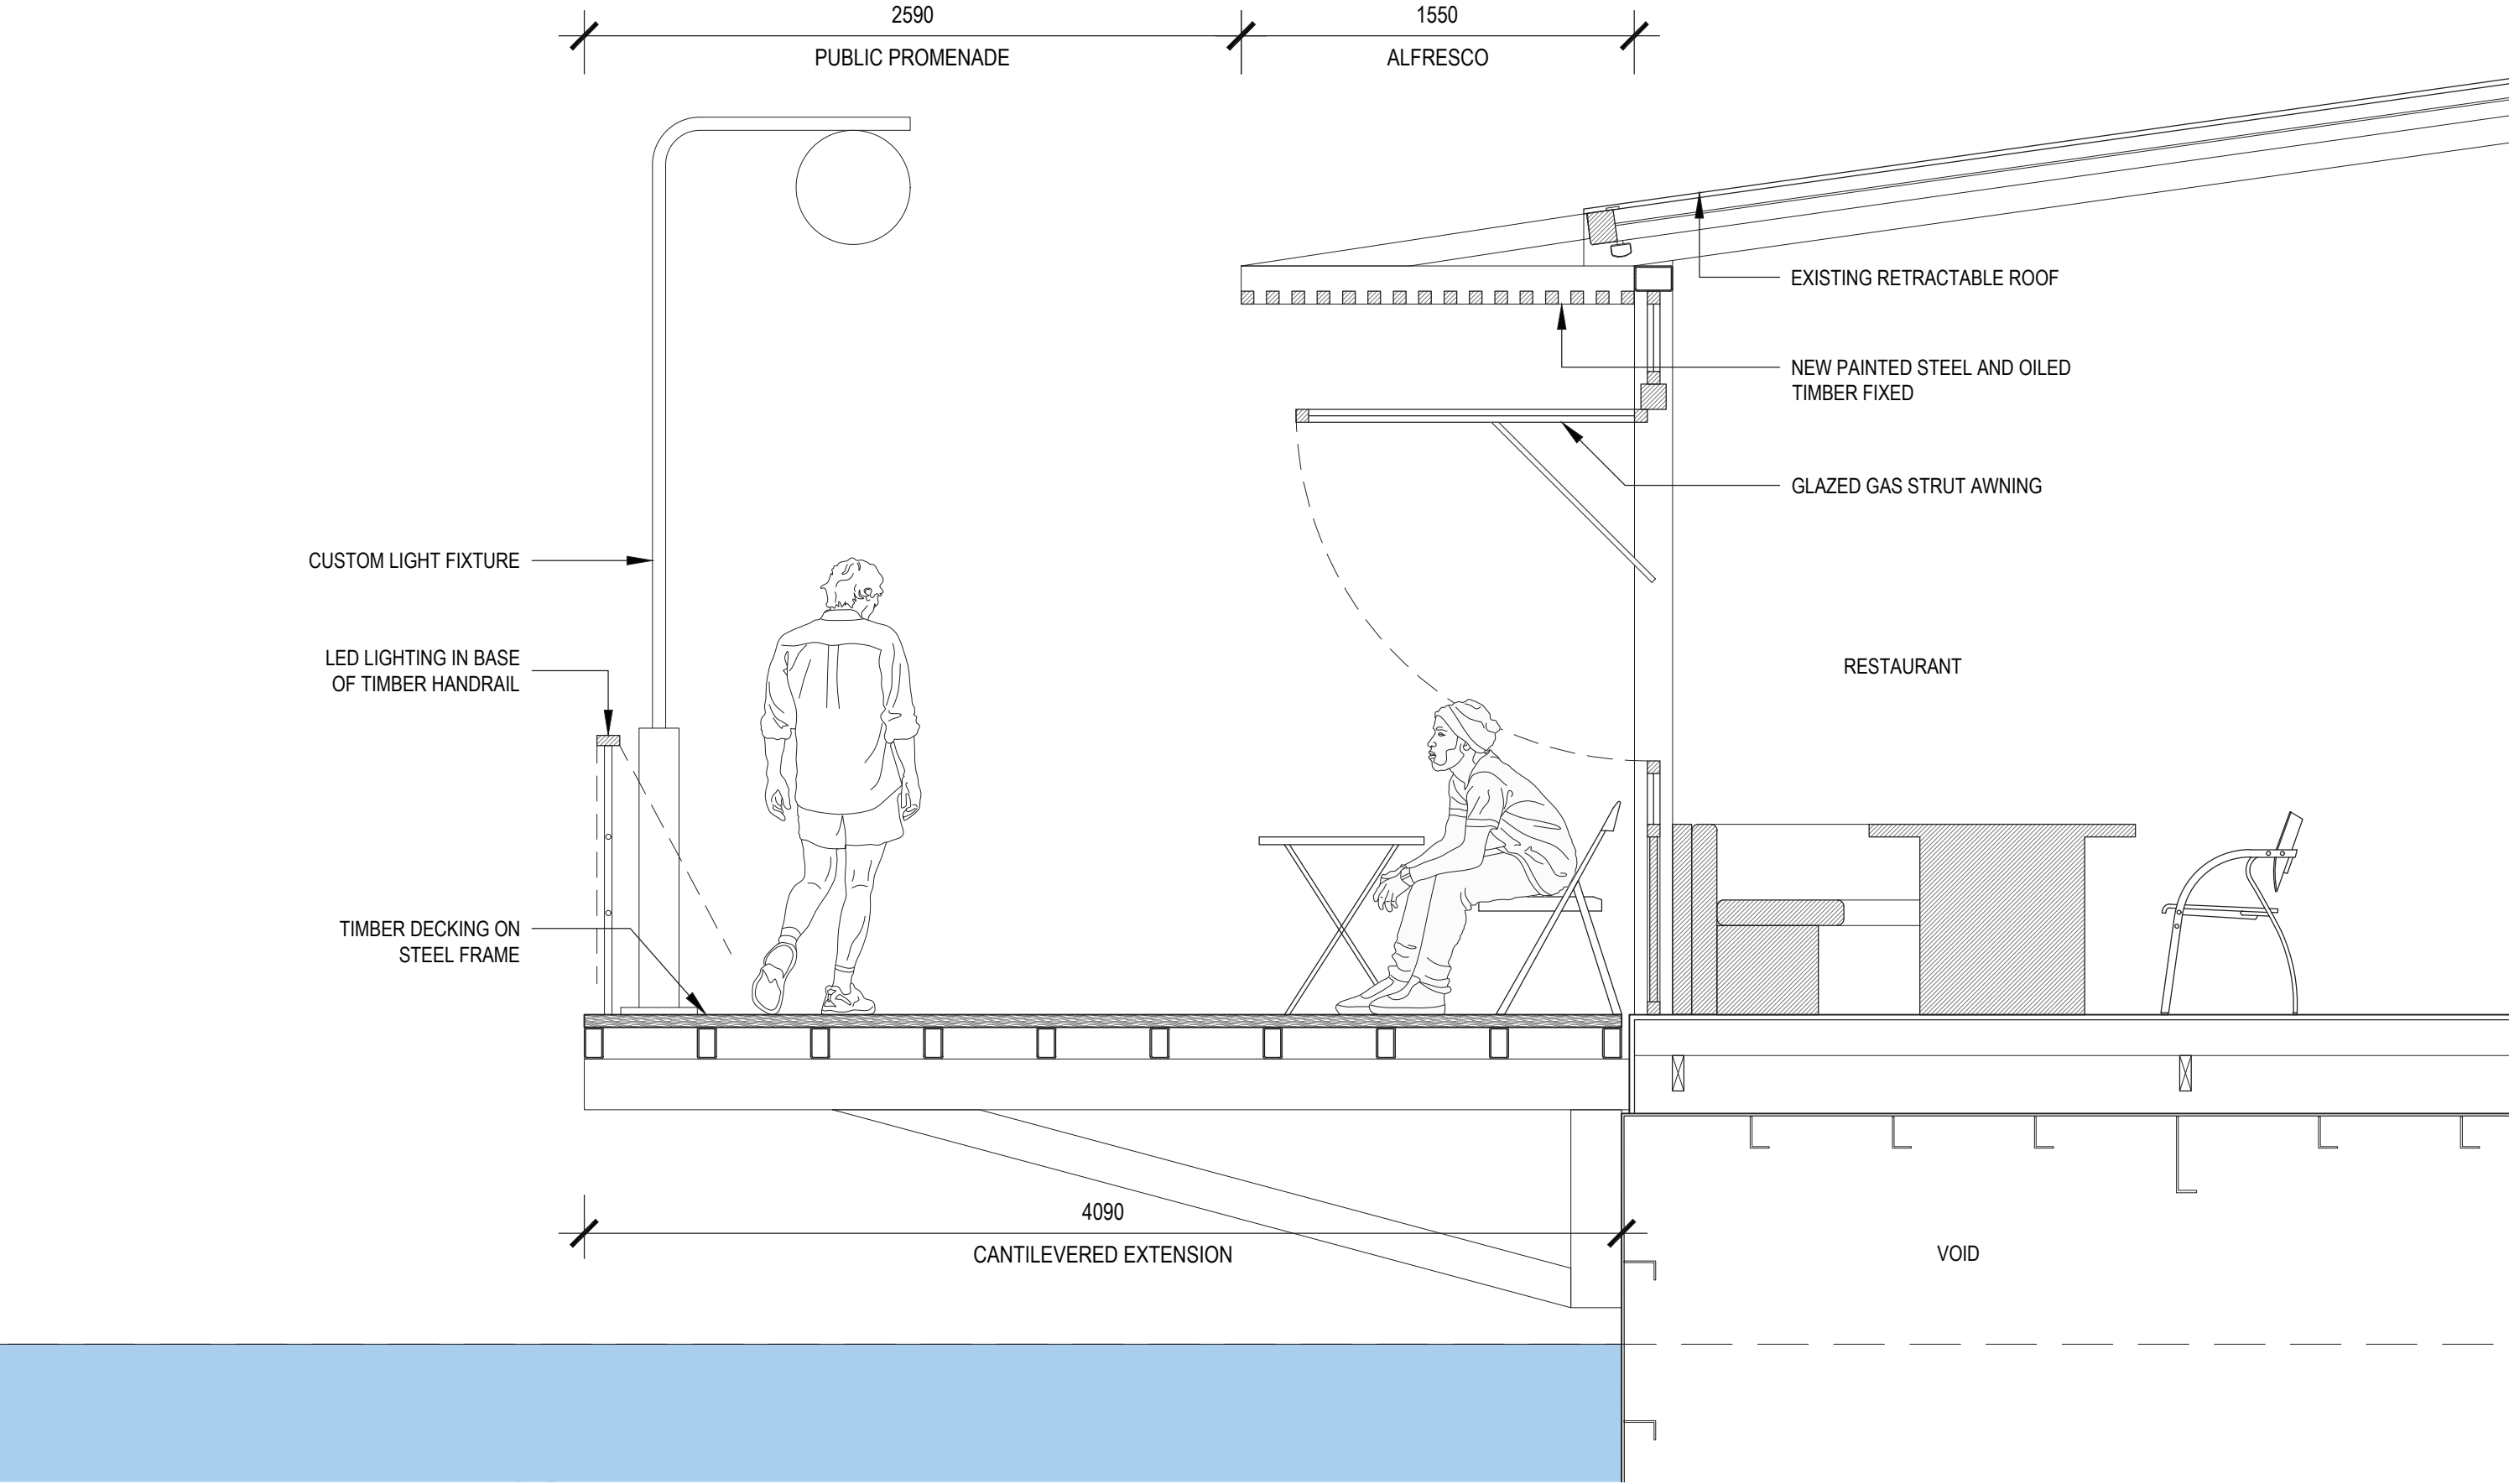 2590
1550
PUBLIC PROMENADE
ALFRESCO
EXISTING RETRACTABLE ROOF
NEW PAINTED STEEL AND OILED
TIMBER FIXED
GLAZED GAS STRUT AWNING
CUSTOM LIGHT FIXTURE
LED LIGHTING IN BASE
OF TIMBER HANDRAIL
RESTAURANT
TIMBER DECKING ON
STEEL FRAME
4090
CANTILEVERED EXTENSION
VOID